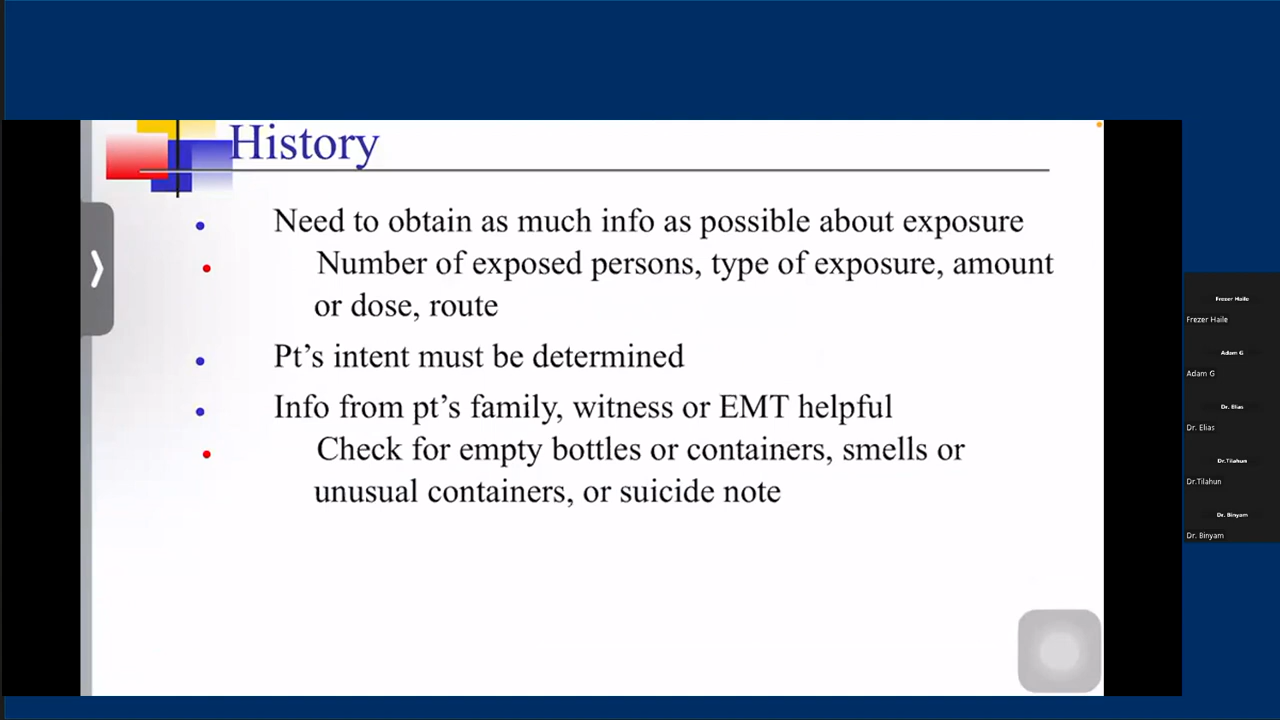 History
Need to obtain as much info as possible about exposure
Number of exposed persons, type of exposure, amount
or dose, route
Pt’s intent must be determined
Info from pt’s family, witness or EMT helpful
Check for empty bottles or containers, smells or
unusual containers, or suicide note
Frezer Haile
Frezer Haile
Adam G
Adam G
Dr. Elias
Dr. Elias
Dr.Tilahun
Dr.Tilahun
Dr. Binyam
Dr. Binyam